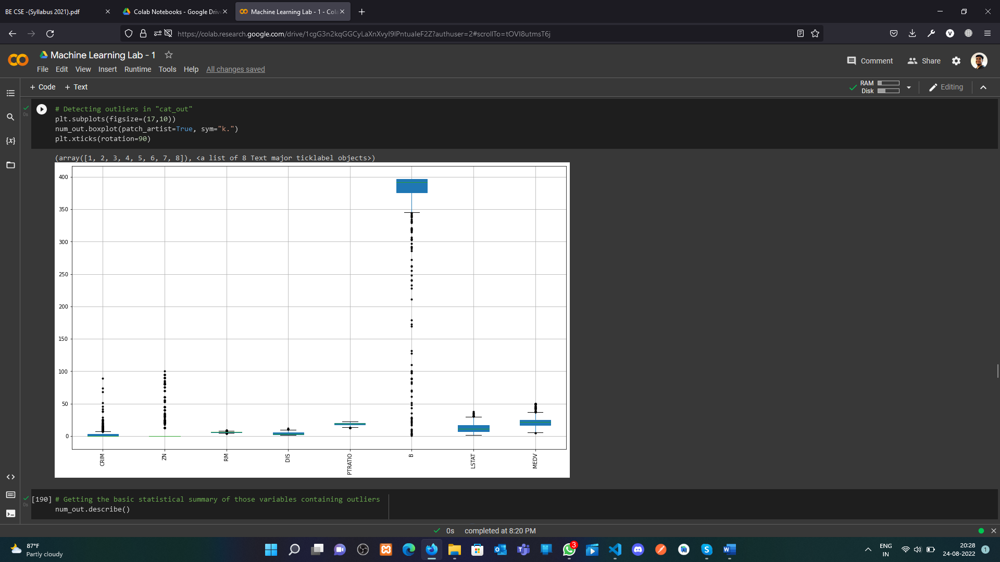 BE CSE -(Syllabus 2021).pdf
Colab Notebooks - Google Driv
Machine Learning Lab - 1 - Cola
https://colab.research.google.com/drive/1cgG3n2kqGGCyLaXnXvyI9lPntuaIeF2Z?authuser=2#scrollTo=tOVI8utmsT6j
V
CO
Machine Learning Lab - 1
File Edit View Insert Runtime Tools Help All changes saved
Comment
Share
+ Code + Text
RAM
Disk
Editing
{x}
0s
# Detecting outliers in "cat_out"
plt.subplots(figsize=(17,10))
num_out.boxplot(patch_artist=True, sym="k.")
plt.xticks(rotation=90)
(array([1, 2, 3, 4, 5, 6, 7, 8]), <a list of 8 Text major ticklabel objects>)
400
350
300
250
200
150
100
50
0
CRIM
ZN
RM
DIS
PTRATIO
B
LSTAT
MEDV
0s
[190] # Getting the basic statistical summary of those variables containing outliers
num_out.describe()
0s completed at 8:20 PM
87°F
Partly cloudy
3
ENG
IN
20:28
24-08-2022
1